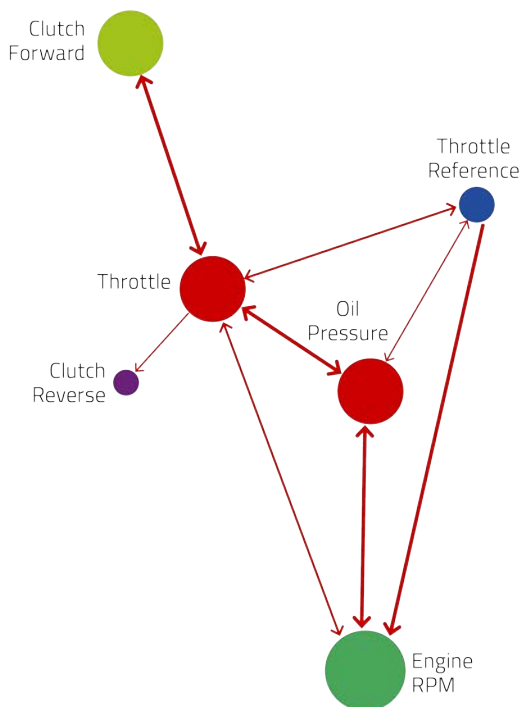 Clutch
Forward
Throttle
Reference
Throttle
Oil
Pressure
Clutch
Reverse
Engine
RPM